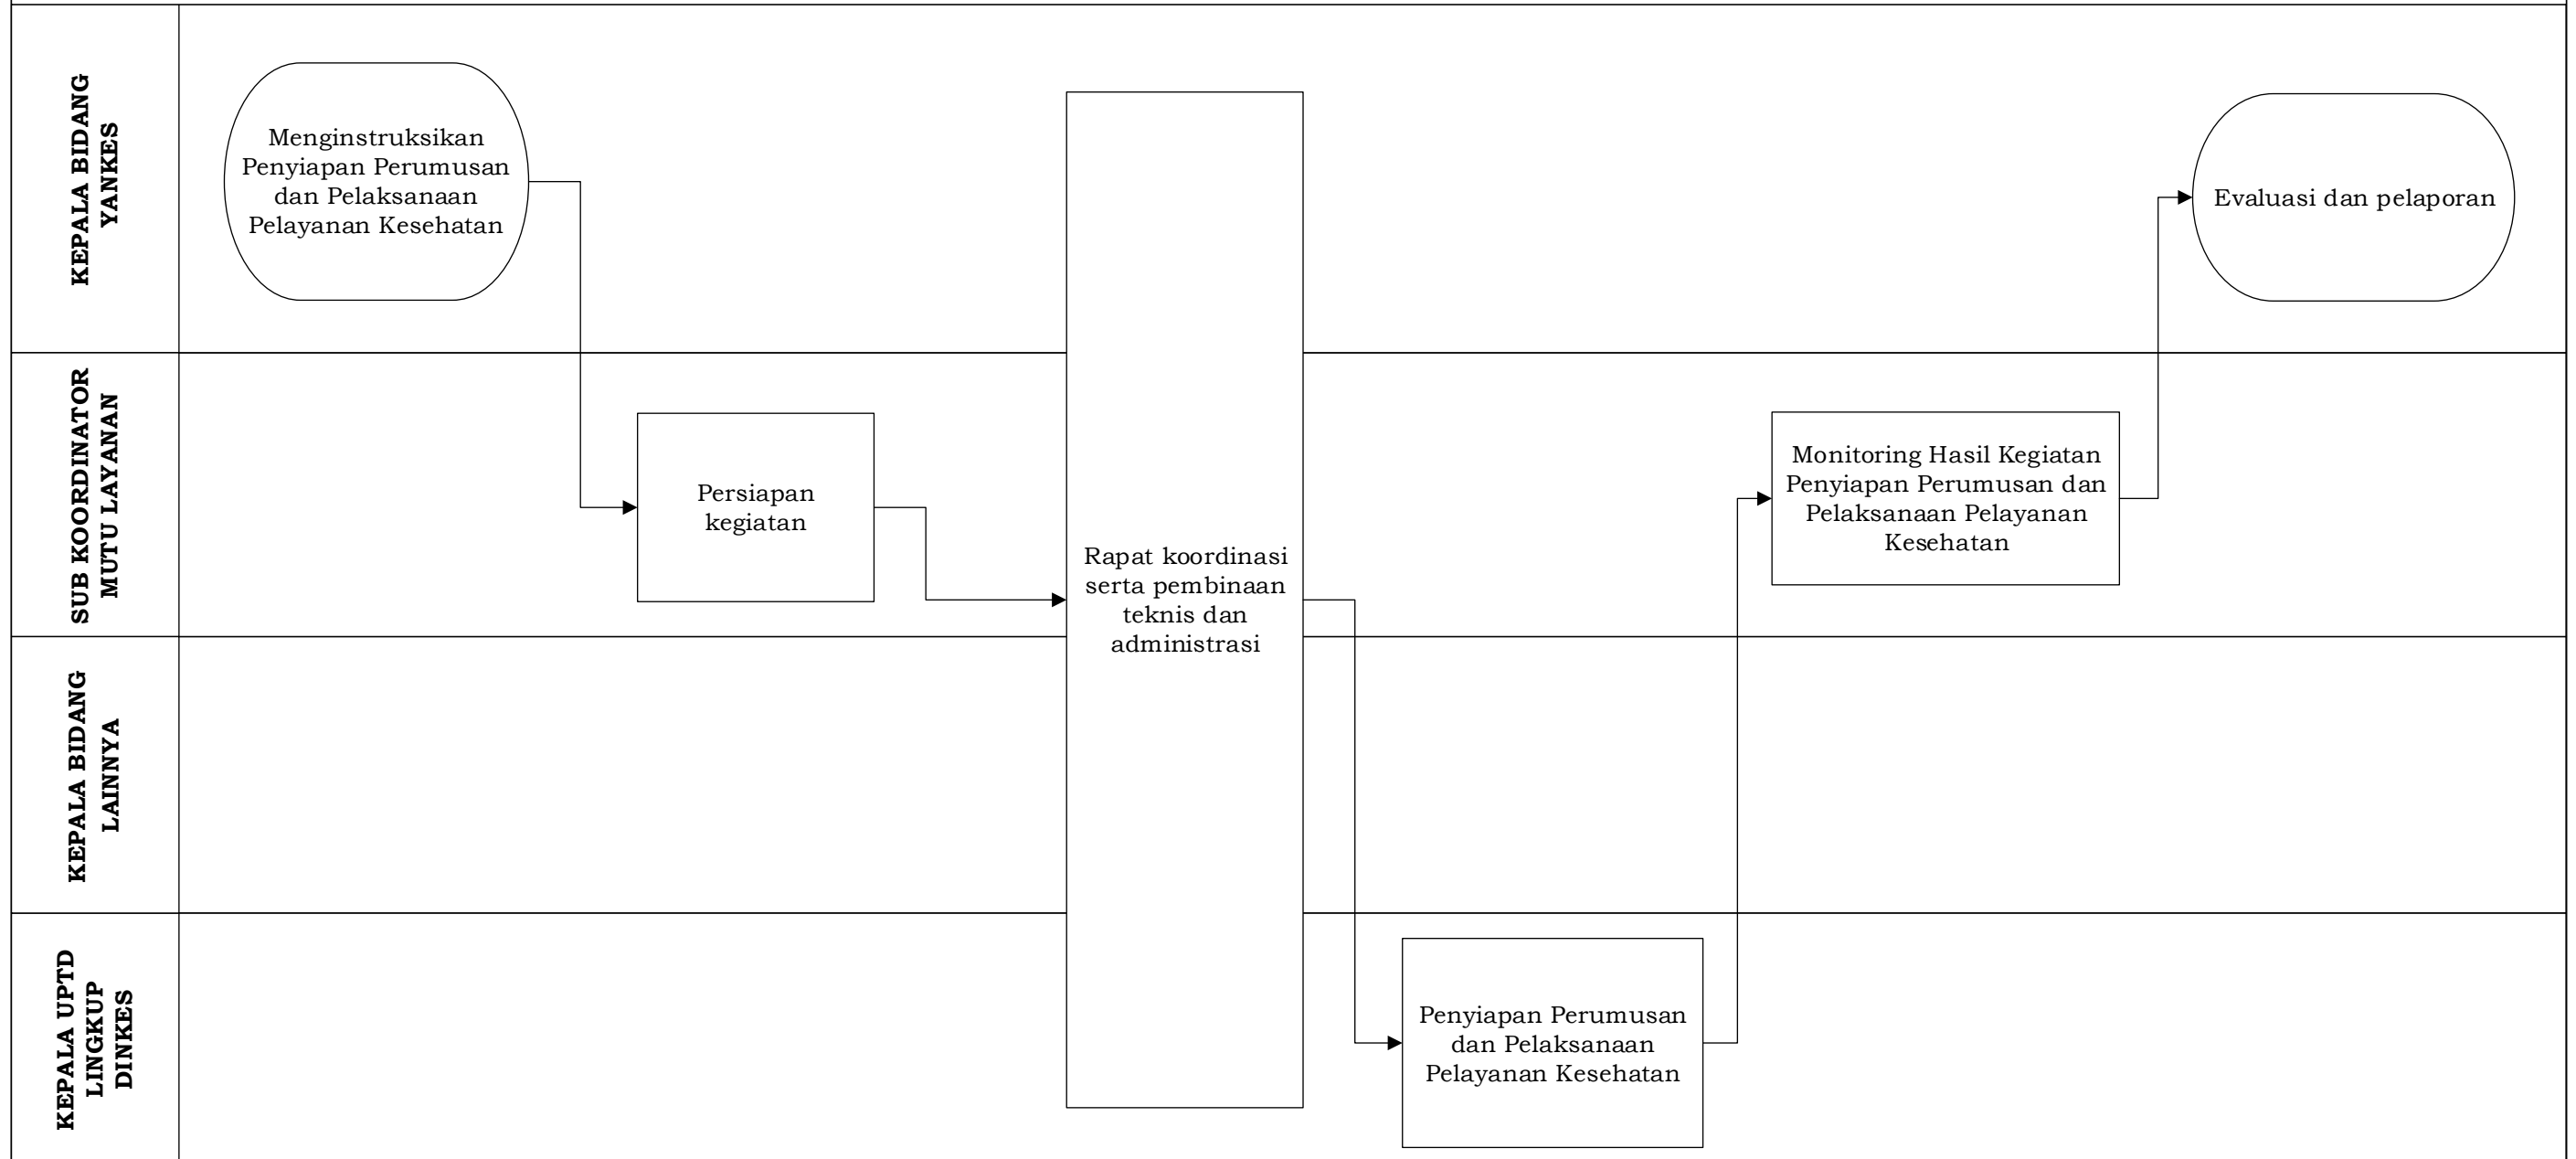 KEPALA BIDANG
YANKES
Menginstruksikan
Penyiapan Perumusan
dan Pelaksanaan
Pelayanan Kesehatan
Evaluasi dan pelaporan
SUB KOORDINATOR
MUTU LAYANAN
Persiapan
kegiatan
Rapat koordinasi
serta pembinaan
teknis dan
administrasi
Monitoring Hasil Kegiatan
Penyiapan Perumusan dan
Pelaksanaan Pelayanan
Kesehatan
KEPALA BIDANG
LAINNYA
KEPALA UPTD
LINGKUP
DINKES
Penyiapan Perumusan
dan Pelaksanaan
Pelayanan Kesehatan